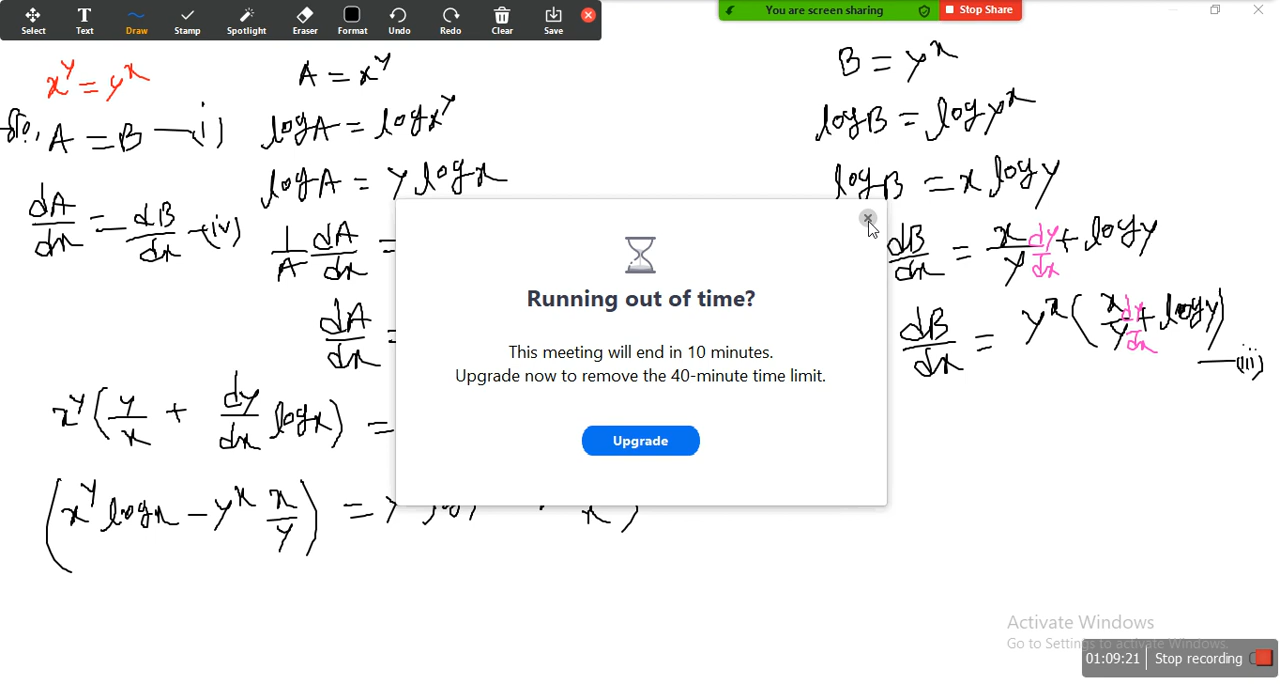 Select Text Draw Stamp Spotlight Eraser Format Undo Redo Clear Save
You are screen sharing Stop Share
x^y = y^x
A = B —(i)
dA/dx = dB/dx —(iv)
A = x^y
log A = log x^y
log A = y log x
1/A dA/dx =
dA/dx =
B = y^x
log B = log y^x
log B = x log y
dB/dx = x/y dy/dx + log y
dB/dx = y^x ( x/y dy/dx + log y ) —(iii)
Running out of time?
This meeting will end in 10 minutes.
Upgrade now to remove the 40-minute time limit.
Upgrade
x^y ( y/x + dy/dx log x ) =
( x^y log x - y^x x/y ) =
Activate Windows
Go to Settings to activate Windows.
01:09:21 Stop recording